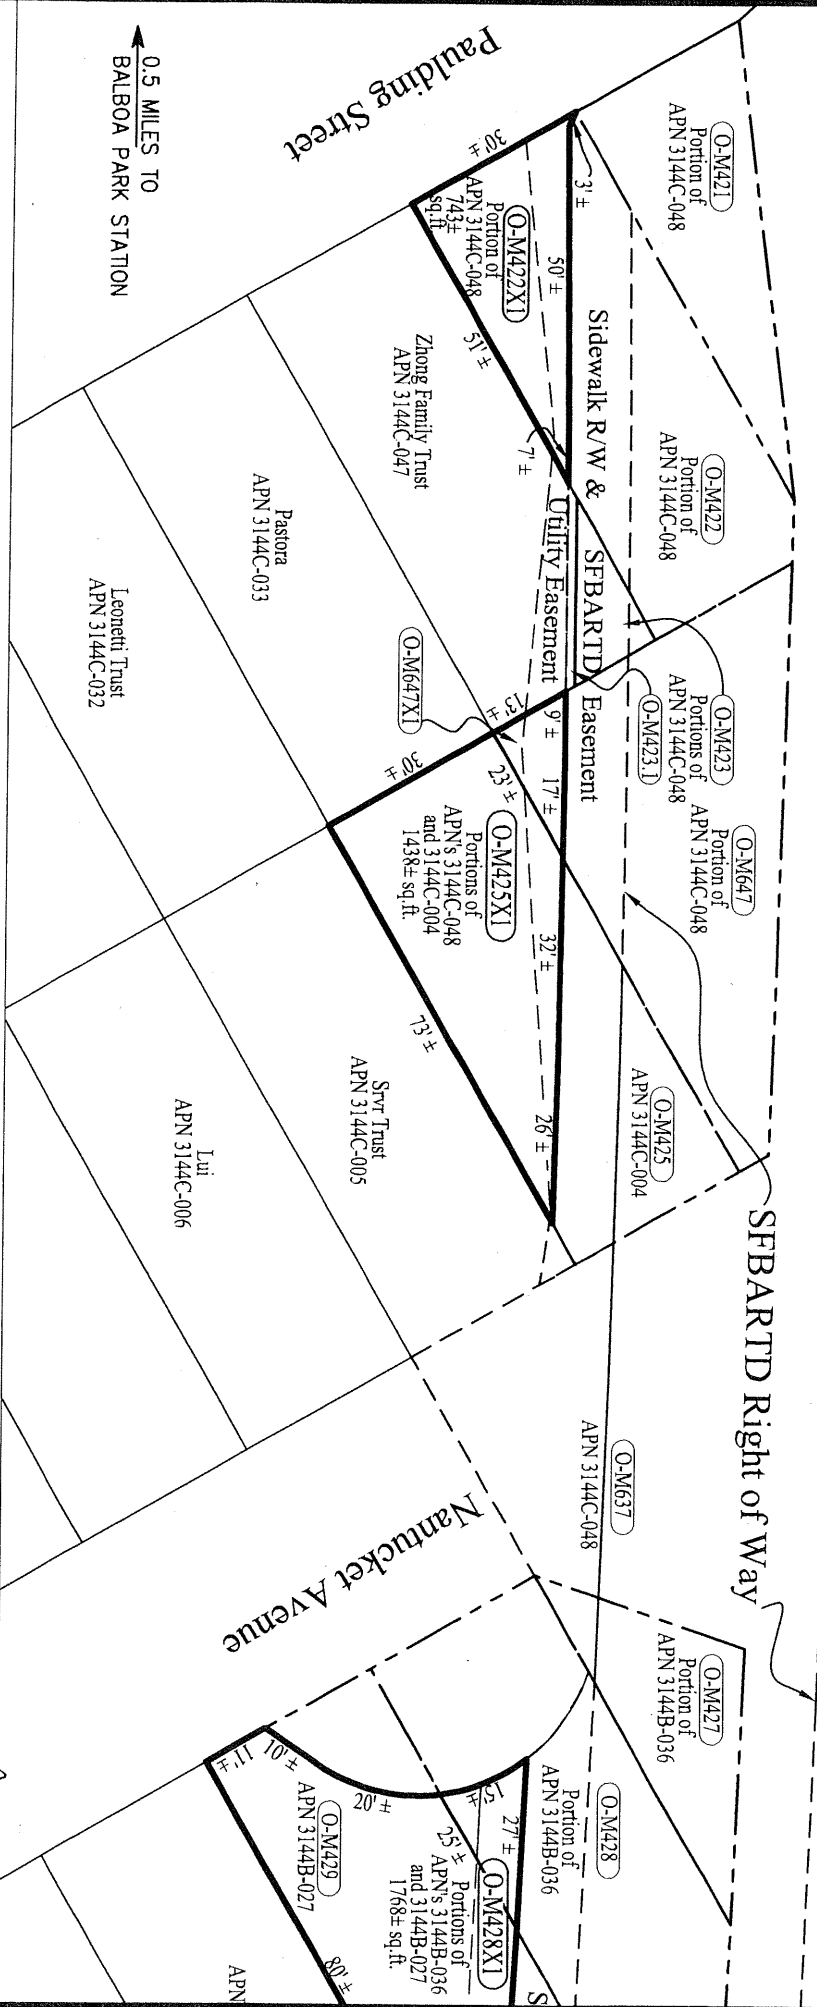 Paulding Street
0.5 MILES TO
BALBOA PARK STATION
O-M421
Portion of
APN 3144C-048
30'±
3'±
O-M422X1
Portion of
APN 3144C-048
743±
sq.ft.
50'±
51'±
7'±
Sidewalk R/W &
Utility Easement
SFBARTD Easement
O-M422
Portion of
APN 3144C-048
Zhong Family Trust
APN 3144C-047
Pastora
APN 3144C-033
Leonetti Trust
APN 3144C-032
O-M423
Portions of
APN 3144C-048
O-M423.1
O-M647
Portion of
APN 3144C-048
O-M647X1
13'±
9'±
17'±
30'±
23'±
O-M425X1
Portions of
APN's 3144C-048
and 3144C-004
1438± sq.ft.
32'±
26'±
73'±
O-M425
APN 3144C-004
Srvr Trust
APN 3144C-005
Lui
APN 3144C-006
SFBARTD Right of Way
O-M637
APN 3144C-048
Nantucket Avenue
O-M427
Portion of
APN 3144B-036
O-M428
Portion of
APN 3144B-036
11'±
10'±
20'±
15'±
27'±
25'±
O-M429
APN 3144B-027
O-M428X1
Portions of
APN's 3144B-036
and 3144B-027
1768± sq.ft.
80'±
APN
S